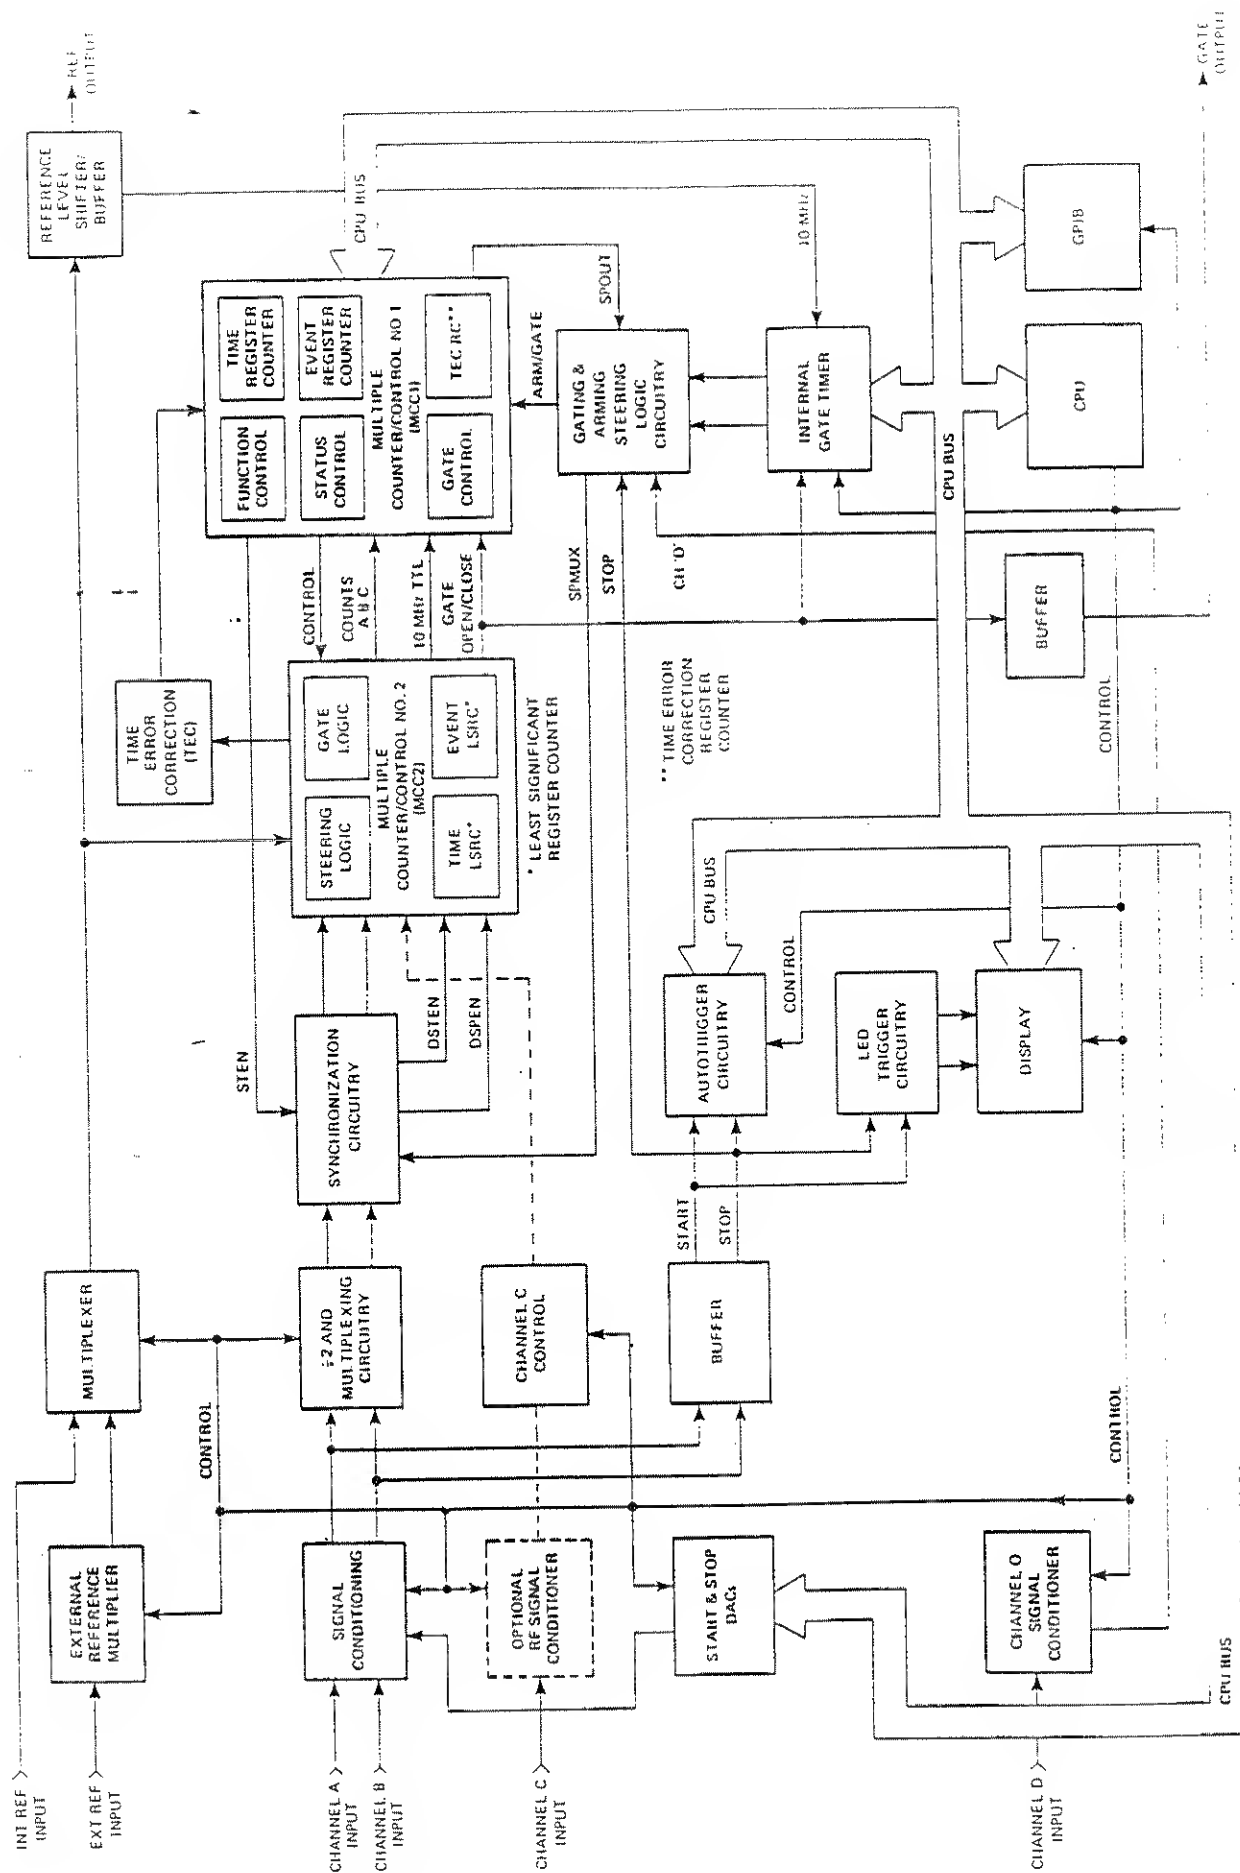 INT REF
INPUT
EXT REF
INPUT
CHANNEL A
INPUT
CHANNEL B
INPUT
CHANNEL C
INPUT
CHANNEL D
INPUT
EXTERNAL
REFERENCE
MULTIPLIER
SIGNAL
CONDITIONING
OPTIONAL
RF SIGNAL
CONDITIONER
START & STOP
DACs
CHANNEL D
SIGNAL
CONDITIONER
CPU BUS
CONTROL
CONTROL
MULTIPLEXER
÷2 AND
MULTIPLEXING
CIRCUITRY
CHANNEL C
CONTROL
BUFFER
START
STOP
STEN
SYNCHRONIZATION
CIRCUITRY
DSTEN
DSPEN
AUTOTRIGGER
CIRCUITRY
CPU BUS
CONTROL
LED
TRIGGER
CIRCUITRY
DISPLAY
TIME
ERROR
CORRECTION
(TEC)
STEERING
LOGIC
GATE
LOGIC
MULTIPLE
COUNTER/CONTROL NO. 2
(MCC2)
TIME
LSRC*
EVENT
LSRC*
* LEAST SIGNIFICANT
REGISTER COUNTER
** TIME ERROR
CORRECTION
REGISTER
COUNTER
CONTROL
CONTROL
COUNTS
A B C
10 MHz TTL
GATE
OPEN/CLOSE
SPMUX
STOP
CH 'D'
BUFFER
REFERENCE
LEVEL
SHIFTER/
BUFFER
REF
OUTPUT
FUNCTION
CONTROL
TIME
REGISTER
COUNTER
STATUS
CONTROL
EVENT
REGISTER
COUNTER
MULTIPLE
COUNTER/CONTROL NO 1
(MCC1)
GATE
CONTROL
TEC RC**
CPU BUS
ARM/GATE
SPOUT
GATING &
ARMING
STEERING
LOGIC
CIRCUITRY
10 MHz
INTERNAL
GATE TIMER
CPU BUS
CPU
GPIB
GATE
OUTPUT